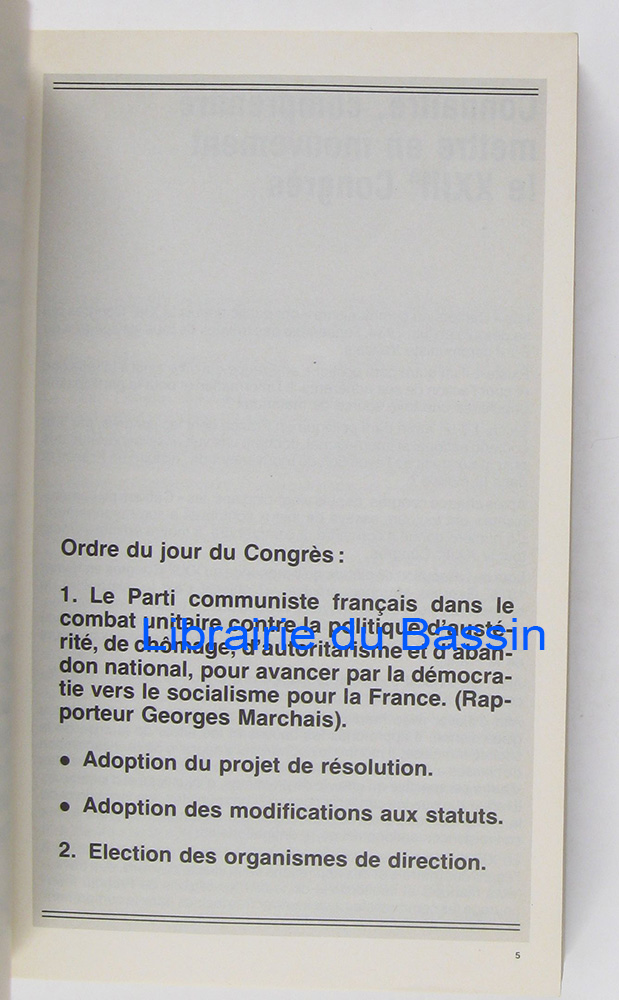 Ordre du jour du Congrès :
1. Le Parti communiste français dans le
combat unitaire contre la politique d'austé-
rité, de chômage, d'autoritarisme et d'aban-
don national, pour avancer par la démocra-
tie vers le socialisme pour la France. (Rap-
porteur Georges Marchais).
• Adoption du projet de résolution.
• Adoption des modifications aux statuts.
2. Election des organismes de direction.
5
Librairie du Bassin